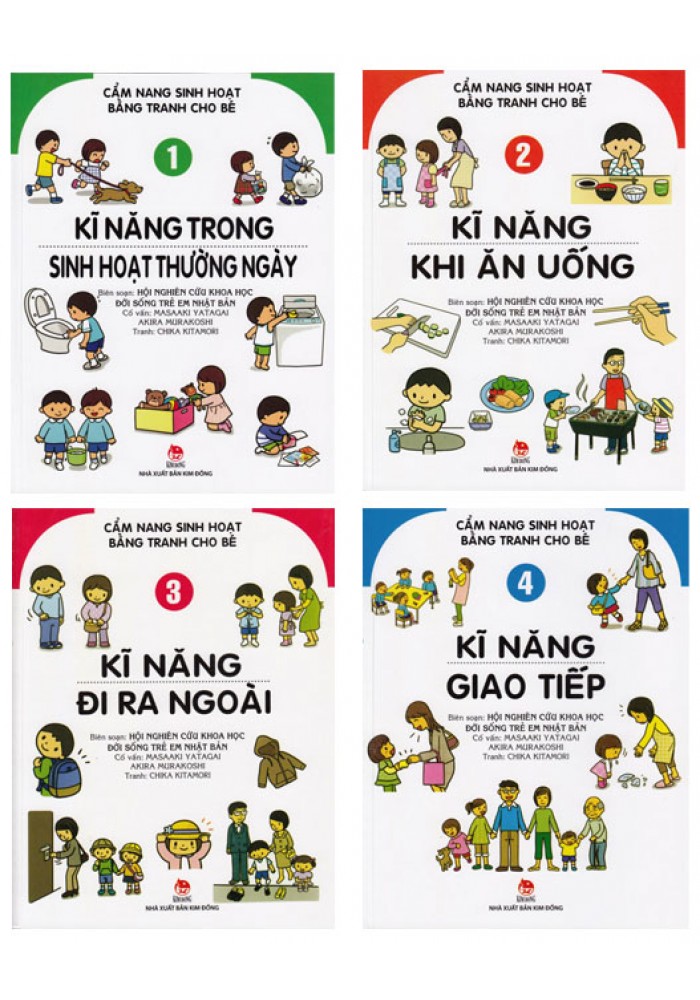 CẨM NANG SINH HOẠT
BẰNG TRANH CHO BÉ
1
KĨ NĂNG TRONG
SINH HOẠT THƯỜNG NGÀY
Biên soạn: HỘI NGHIÊN CỨU KHOA HỌC
ĐỜI SỐNG TRẺ EM NHẬT BẢN
Cố vấn: MASAAKI YATAGAI
AKIRA MURAKOSHI
Tranh: CHIKA KITAMORI
KIM ĐỒNG
NHÀ XUẤT BẢN KIM ĐỒNG
CẨM NANG SINH HOẠT
BẰNG TRANH CHO BÉ
2
KĨ NĂNG
KHI ĂN UỐNG
Biên soạn: HỘI NGHIÊN CỨU KHOA HỌC
ĐỜI SỐNG TRẺ EM NHẬT BẢN
Cố vấn: MASAAKI YATAGAI
AKIRA MURAKOSHI
Tranh: CHIKA KITAMORI
KIM ĐỒNG
NHÀ XUẤT BẢN KIM ĐỒNG
CẨM NANG SINH HOẠT
BẰNG TRANH CHO BÉ
3
KĨ NĂNG
ĐI RA NGOÀI
Biên soạn: HỘI NGHIÊN CỨU KHOA HỌC
ĐỜI SỐNG TRẺ EM NHẬT BẢN
Cố vấn: MASAAKI YATAGAI
AKIRA MURAKOSHI
Tranh: CHIKA KITAMORI
KIM ĐỒNG
NHÀ XUẤT BẢN KIM ĐỒNG
CẨM NANG SINH HOẠT
BẰNG TRANH CHO BÉ
4
KĨ NĂNG
GIAO TIẾP
Biên soạn: HỘI NGHIÊN CỨU KHOA HỌC
ĐỜI SỐNG TRẺ EM NHẬT BẢN
Cố vấn: MASAAKI YATAGAI
AKIRA MURAKOSHI
Tranh: CHIKA KITAMORI
KIM ĐỒNG
NHÀ XUẤT BẢN KIM ĐỒNG